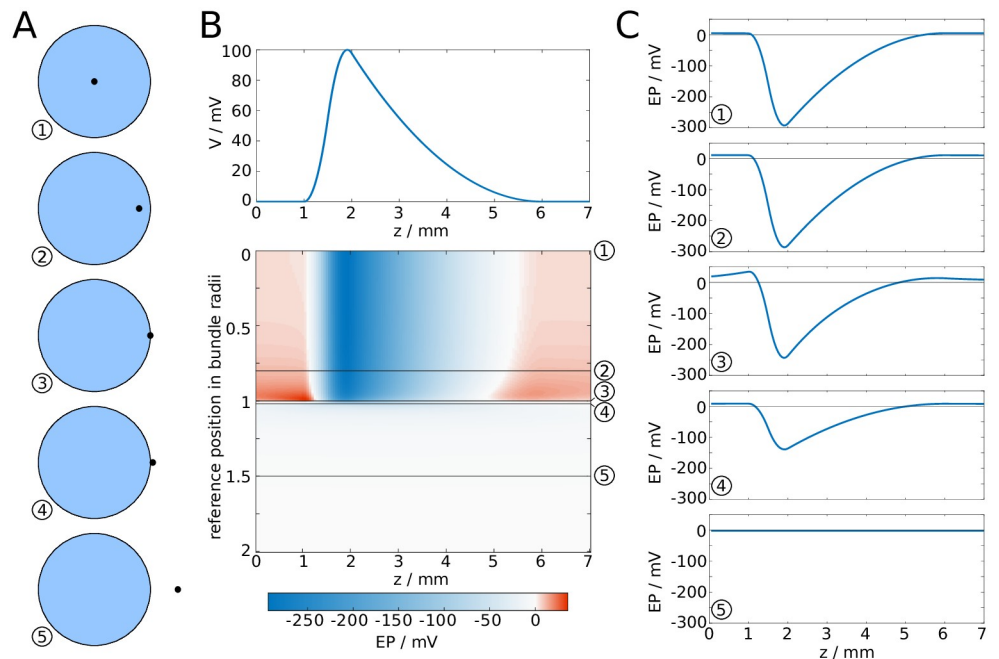 A
①
②
③
④
⑤
B
V / mV
100
80
60
40
20
0
0 1 2 3 4 5 6 7
z / mm
reference position in bundle radii
0
0.5
1
1.5
2
①
②
③
④
⑤
0 1 2 3 4 5 6 7
z / mm
-250 -200 -150 -100 -50 0
EP / mV
C
EP / mV
0
-100
-200
-300
①
EP / mV
0
-100
-200
-300
②
EP / mV
0
-100
-200
-300
③
EP / mV
0
-100
-200
-300
④
EP / mV
0
-100
-200
-300
⑤
0 1 2 3 4 5 6 7
z / mm